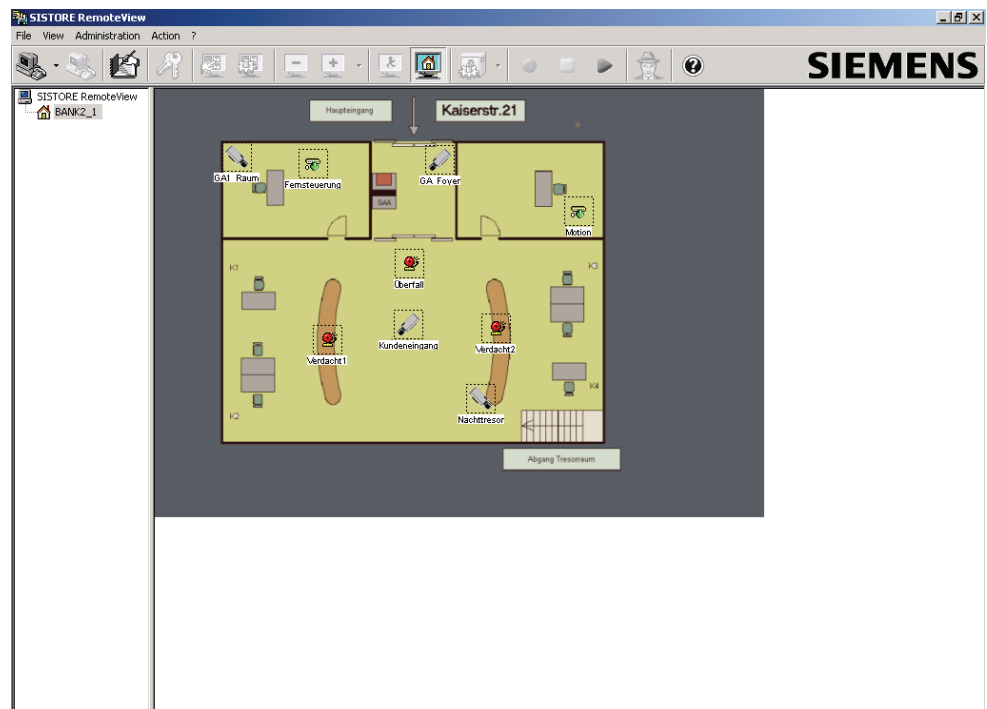 SISTORE RemoteView
File View Administration Action ?
SIEMENS
SISTORE RemoteView
BANK2_1
Haupteingang
Kaiserstr.21
GA1 Raum
Fernsteuerung
GA Foyer
GAA
Motion
K1
K3
Überfall
Kundeneingang
Verdacht1
Verdacht2
K2
K4
Nachttresor
Abgang Tresorraum